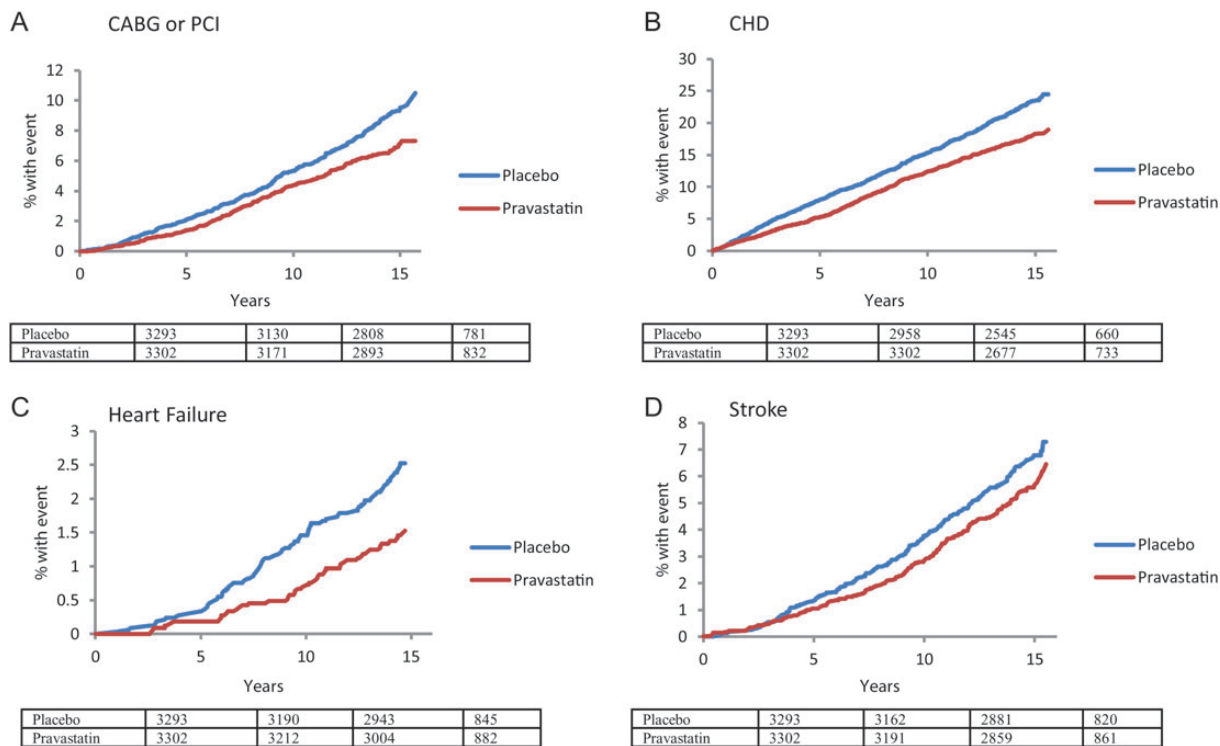 A CABG or PCI
12
10
8
6
4
2
0
% with event
0 5 10 15
Years
Placebo
Pravastatin
Placebo 3293 3130 2808 781
Pravastatin 3302 3171 2893 832
B CHD
30
25
20
15
10
5
0
% with event
0 5 10 15
Years
Placebo
Pravastatin
Placebo 3293 2958 2545 660
Pravastatin 3302 3302 2677 733
C Heart Failure
3
2.5
2
1.5
1
0.5
0
% with event
0 5 10 15
Years
Placebo
Pravastatin
Placebo 3293 3190 2943 845
Pravastatin 3302 3212 3004 882
D Stroke
8
7
6
5
4
3
2
1
0
% with event
0 5 10 15
Years
Placebo
Pravastatin
Placebo 3293 3162 2881 820
Pravastatin 3302 3191 2859 861